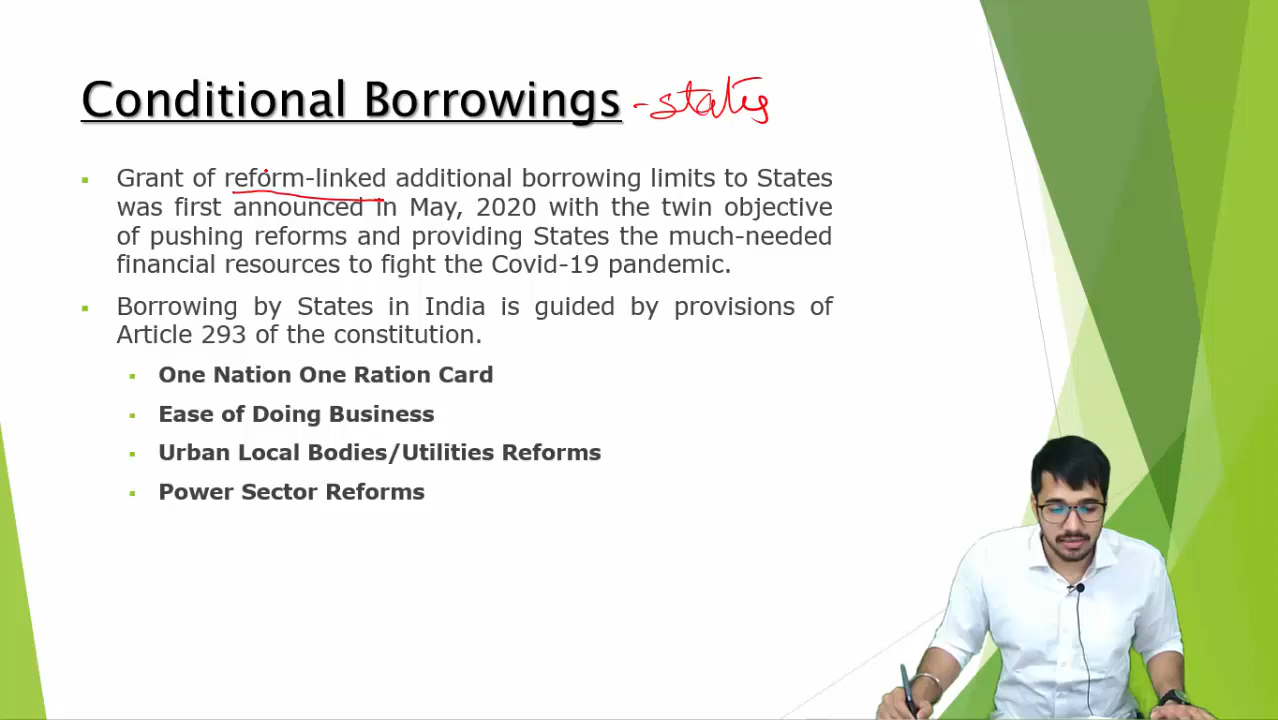 Conditional Borrowings - states
Grant of reform-linked additional borrowing limits to States
was first announced in May, 2020 with the twin objective
of pushing reforms and providing States the much-needed
financial resources to fight the Covid-19 pandemic.
Borrowing by States in India is guided by provisions of
Article 293 of the constitution.
One Nation One Ration Card
Ease of Doing Business
Urban Local Bodies/Utilities Reforms
Power Sector Reforms